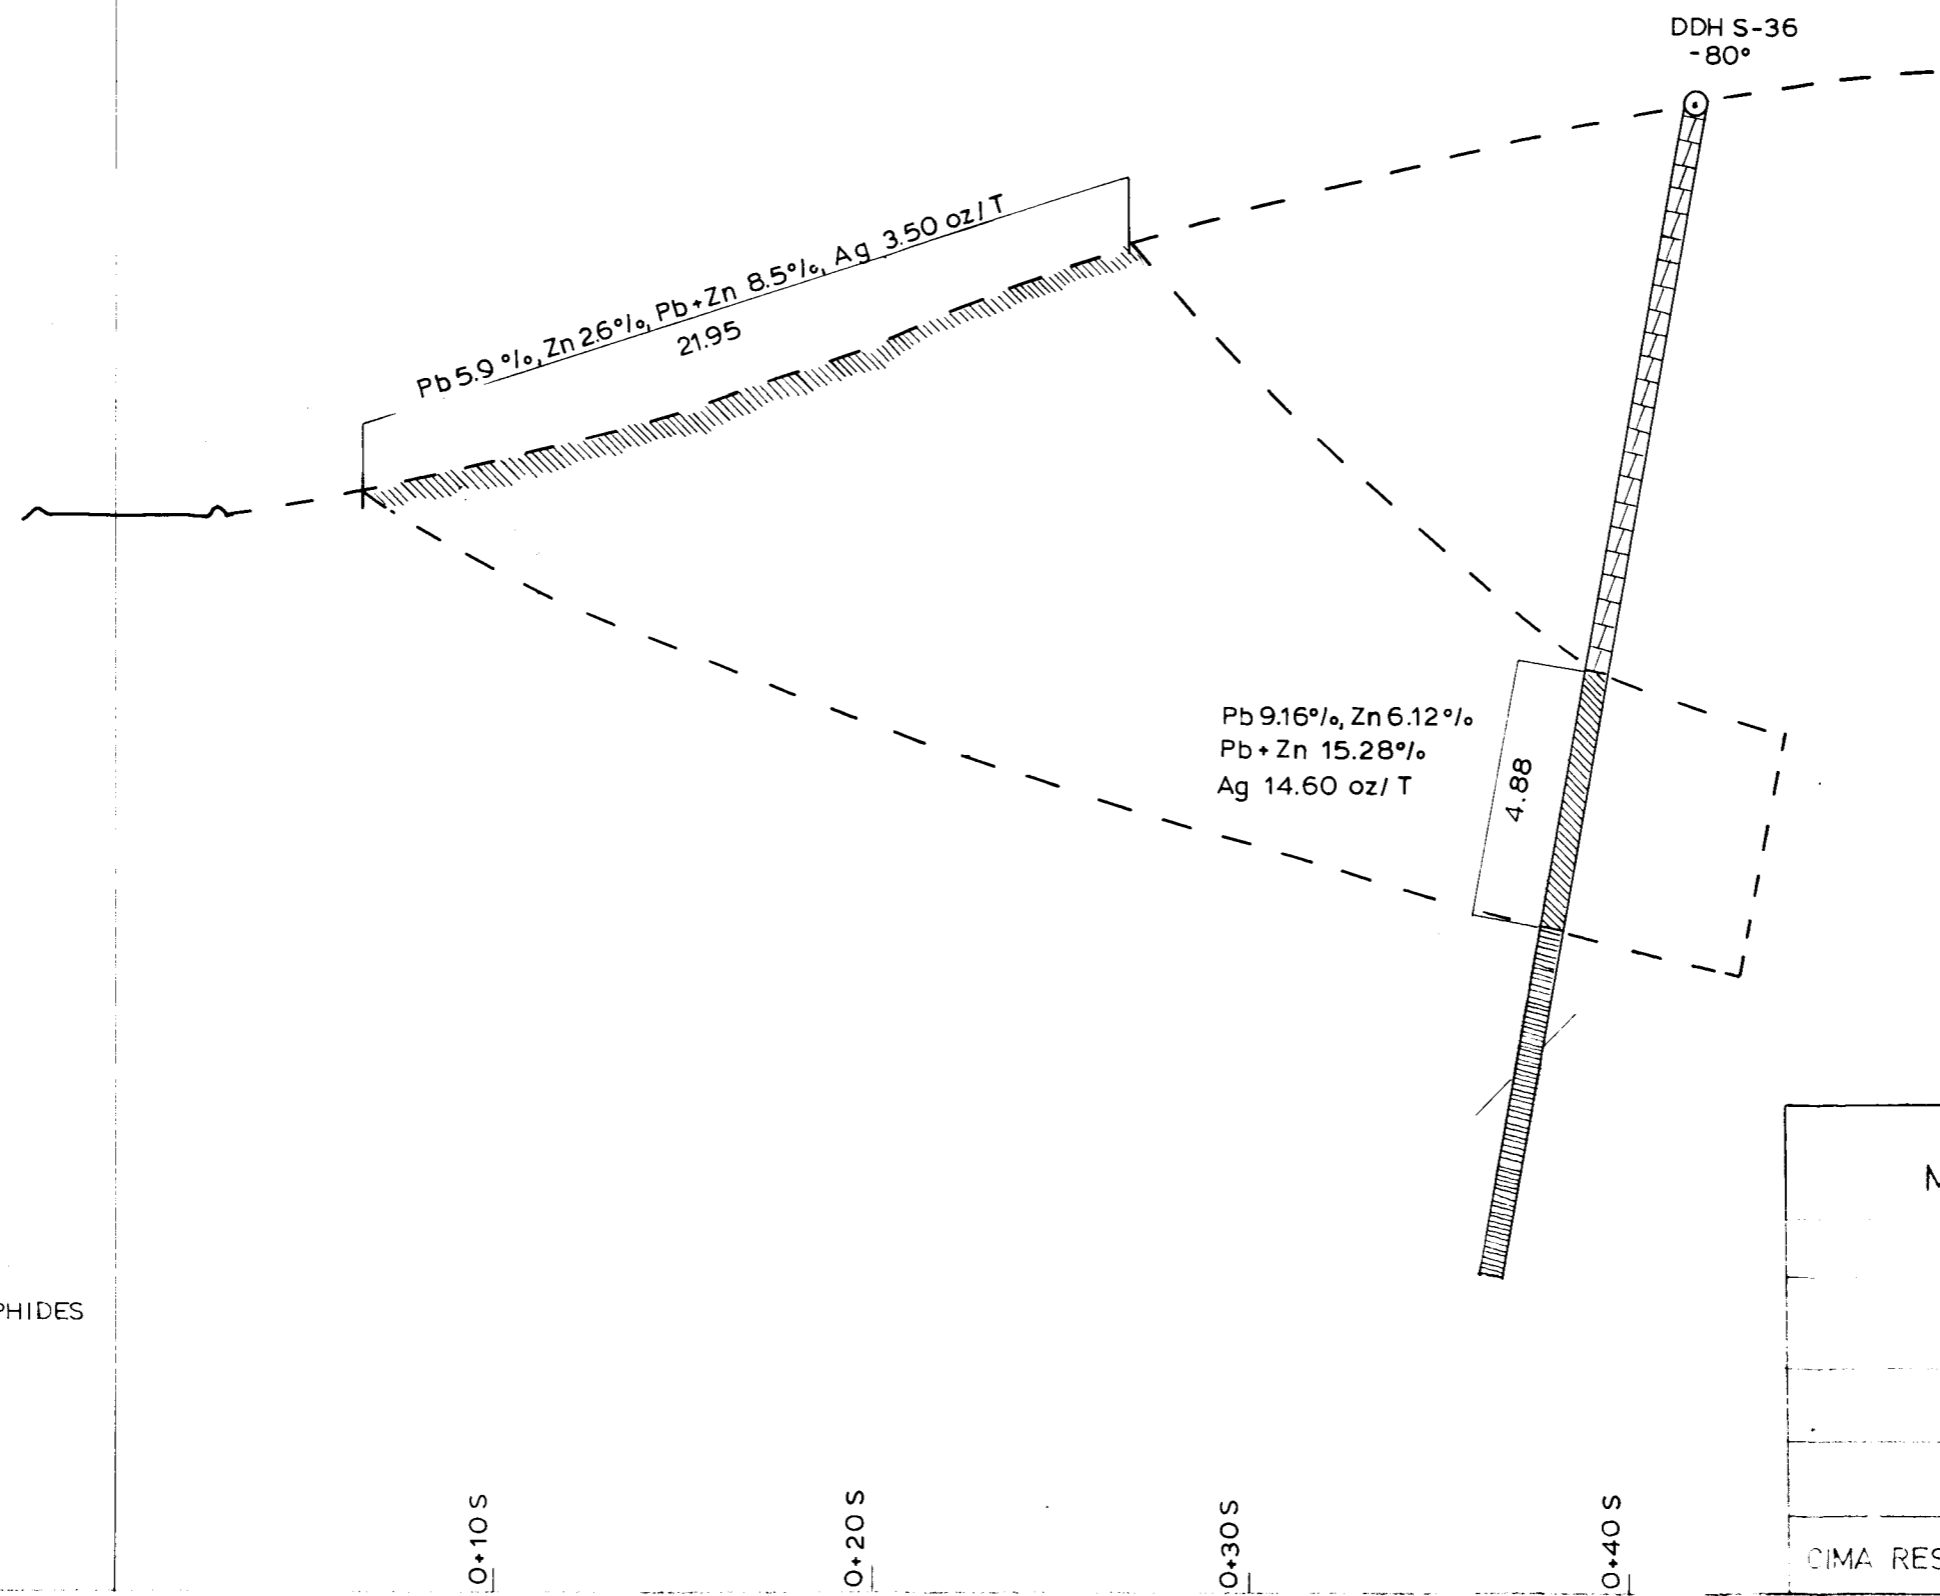 DDH S-36
-80°
Pb 5.9 %, Zn 2.6%, Pb+Zn 8.5%, Ag 3.50 oz/T
21.95
Pb 9.16%, Zn 6.12%
Pb + Zn 15.28%
Ag 14.60 oz/T
4.88
PHIDES
0+10 S
0+20 S
0+30 S
0+40 S
CIMA RES